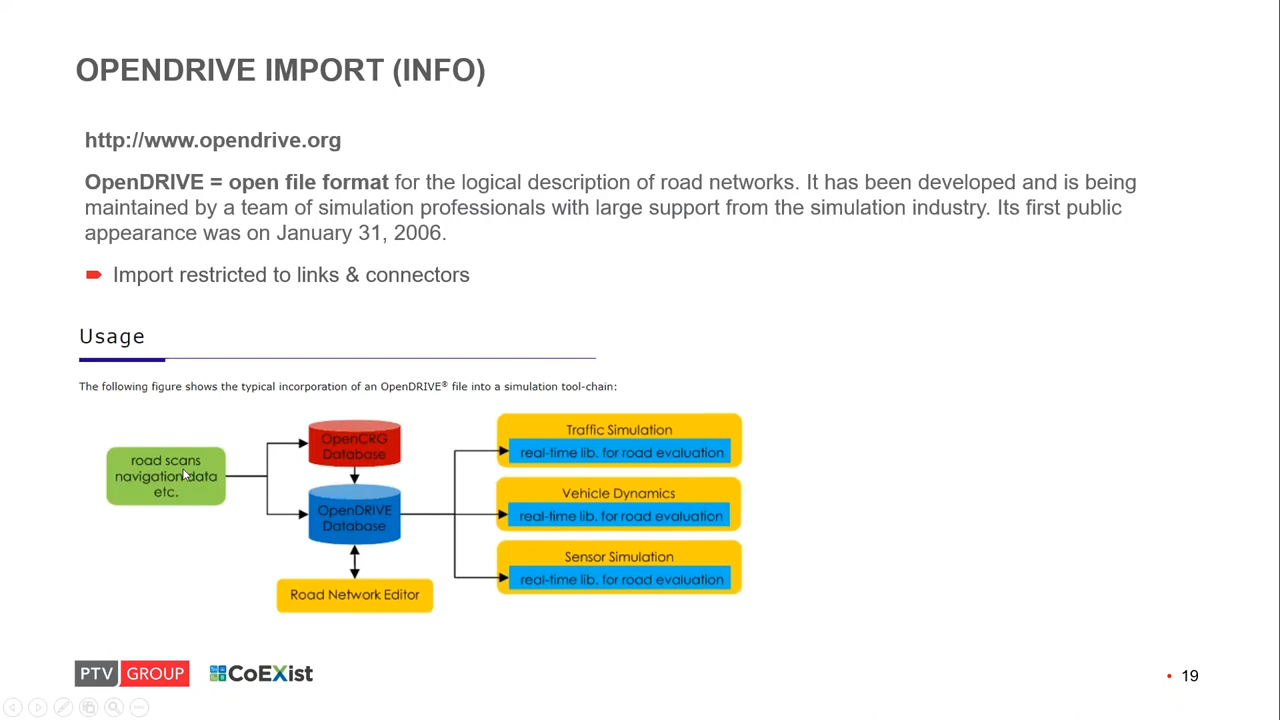 OPENDRIVE IMPORT (INFO)
http://www.opendrive.org
OpenDRIVE = open file format for the logical description of road networks. It has been developed and is being
maintained by a team of simulation professionals with large support from the simulation industry. Its first public
appearance was on January 31, 2006.
Import restricted to links & connectors
Usage
The following figure shows the typical incorporation of an OpenDRIVE® file into a simulation tool-chain:
road scans
navigation data
etc.
OpenCRG
Database
OpenDRIVE
Database
Road Network Editor
Traffic Simulation
real-time lib. for road evaluation
Vehicle Dynamics
real-time lib. for road evaluation
Sensor Simulation
real-time lib. for road evaluation
PTV GROUP
CoEXist
19